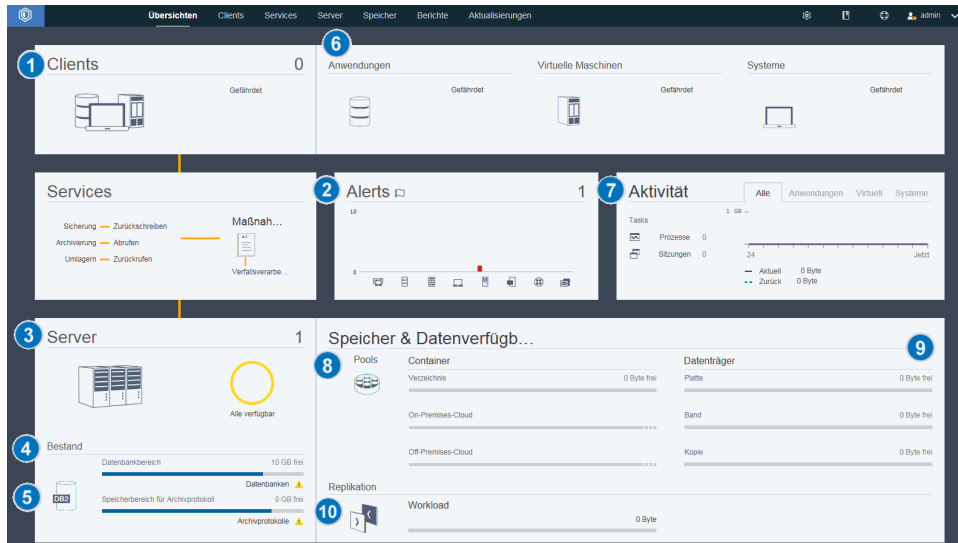 Übersichten Clients Services Server Speicher Berichte Aktualisierungen admin
1 Clients 0
Gefährdet
6
Anwendungen Virtuelle Maschinen Systeme
Gefährdet Gefährdet Gefährdet
Services
Sicherung Zurückschreiben
Archivierung Abrufen
Umlagern Zurückrufen
Maßnah...
Verfallsverarbe...
2 Alerts 1
10
0
7 Aktivität Alle Anwendungen Virtuell Systeme
1 GB
Tasks
Prozesse 0
Sitzungen 0
24 Jetzt
Aktuell 0 Byte
Zurück 0 Byte
3 Server 1
Alle verfügbar
4 Bestand
Datenbankbereich 10 GB frei
Datenbanken
5 DB2
Speicherbereich für Archivprotokoll 8 GB frei
Archivprotokolle
Speicher & Datenverfügb...
9
8 Pools Container Datenträger
Verzeichnis 0 Byte frei Platte 0 Byte frei
On-Premises-Cloud Band 0 Byte frei
Off-Premises-Cloud Kopie 0 Byte frei
Replikation
10 Workload
0 Byte